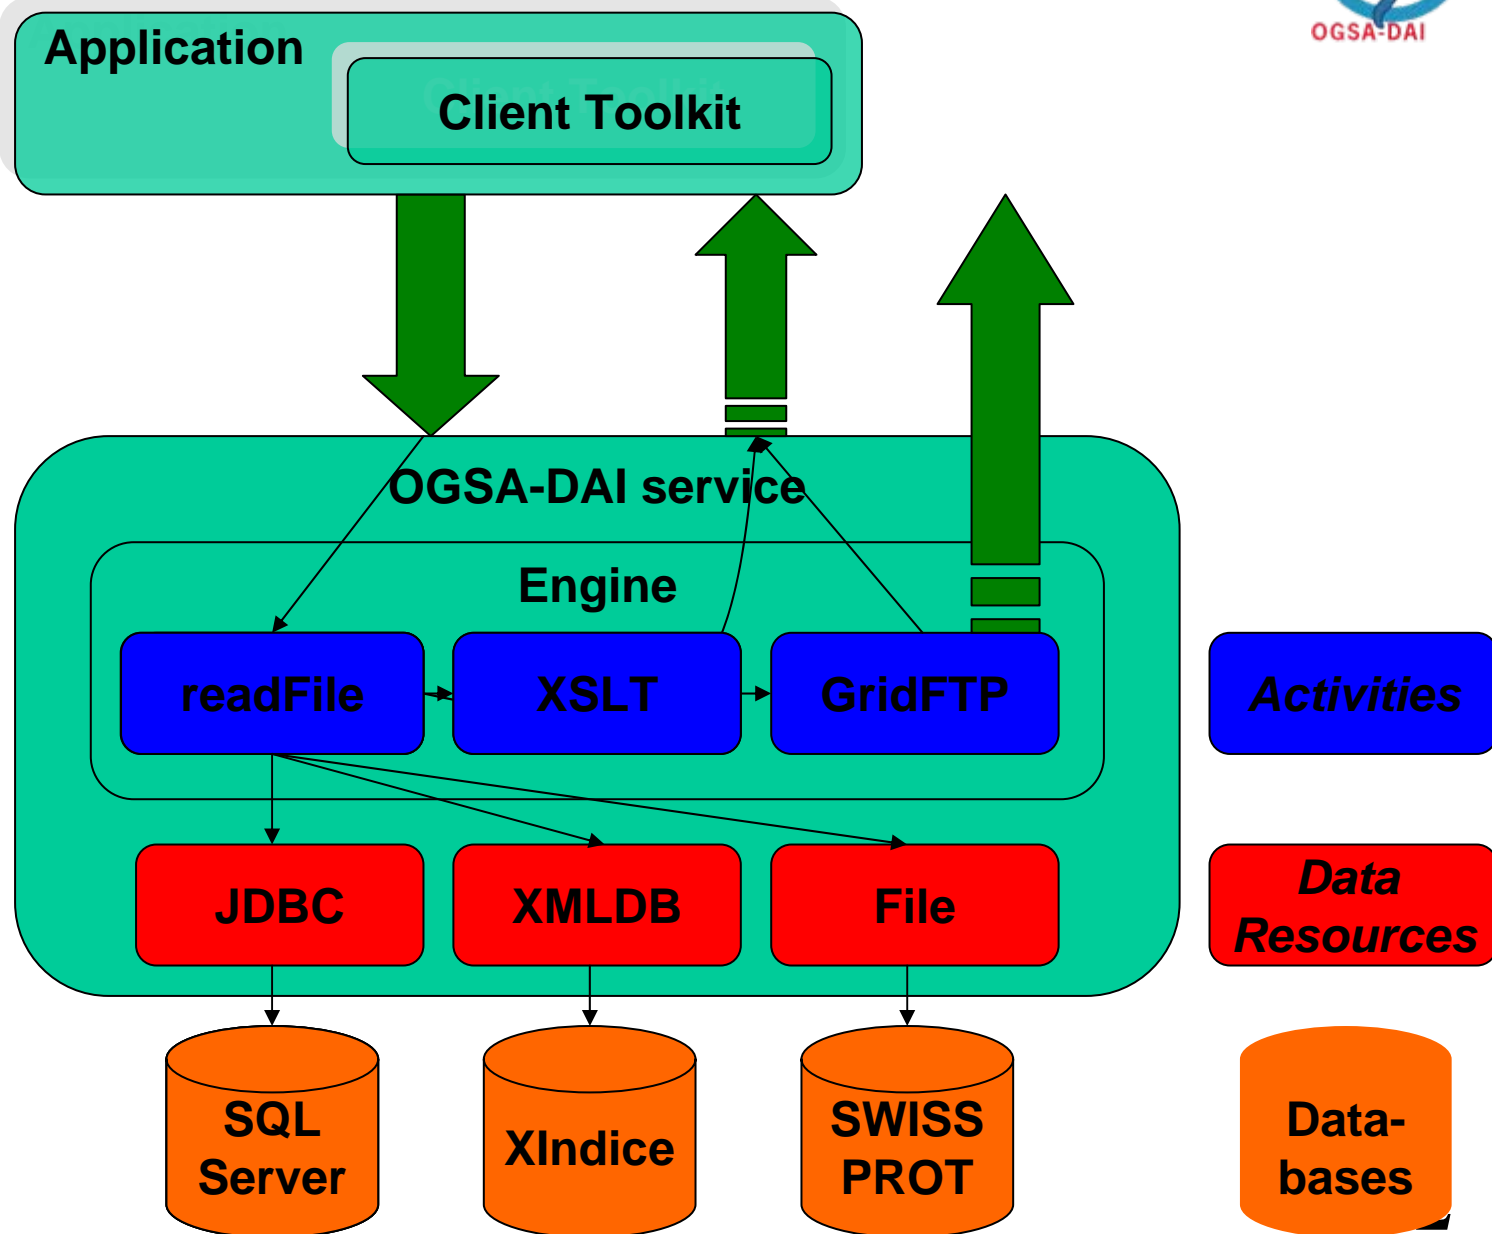 OGSA-DAI
Application
Client Toolkit
OGSA-DAI service
Engine
readFile
XSLT
GridFTP
Activities
JDBC
XMLDB
File
Data
Resources
SQL
Server
XIndice
SWISS
PROT
Data-
bases